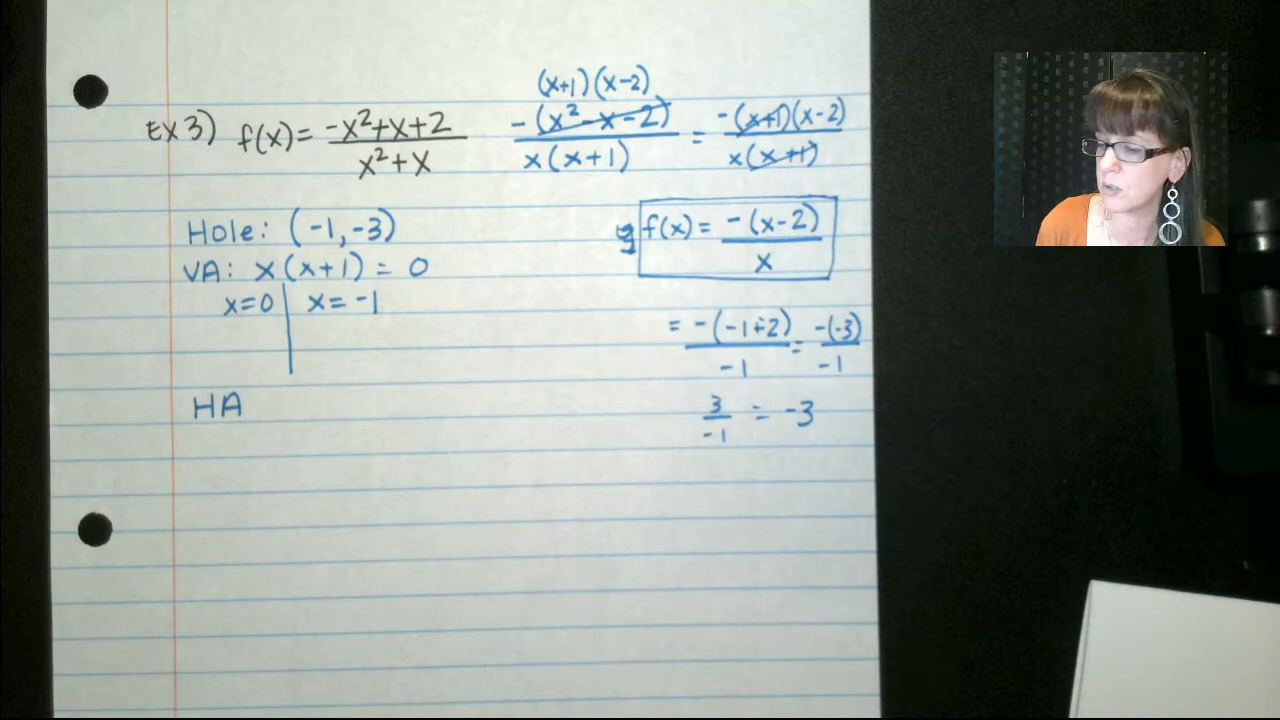 (x+1)(x-2)
Ex 3) f(x) = -x²+x+2 / x²+x   -(x²-x-2) / x(x+1) = -(x+1)(x-2) / x(x+1)
Hole: (-1,-3)   f(x) = -(x-2) / x
VA: x(x+1) = 0
x=0 | x=-1   = -(-1-2) / -1 = -(-3) / -1
HA   3 / -1 = -3